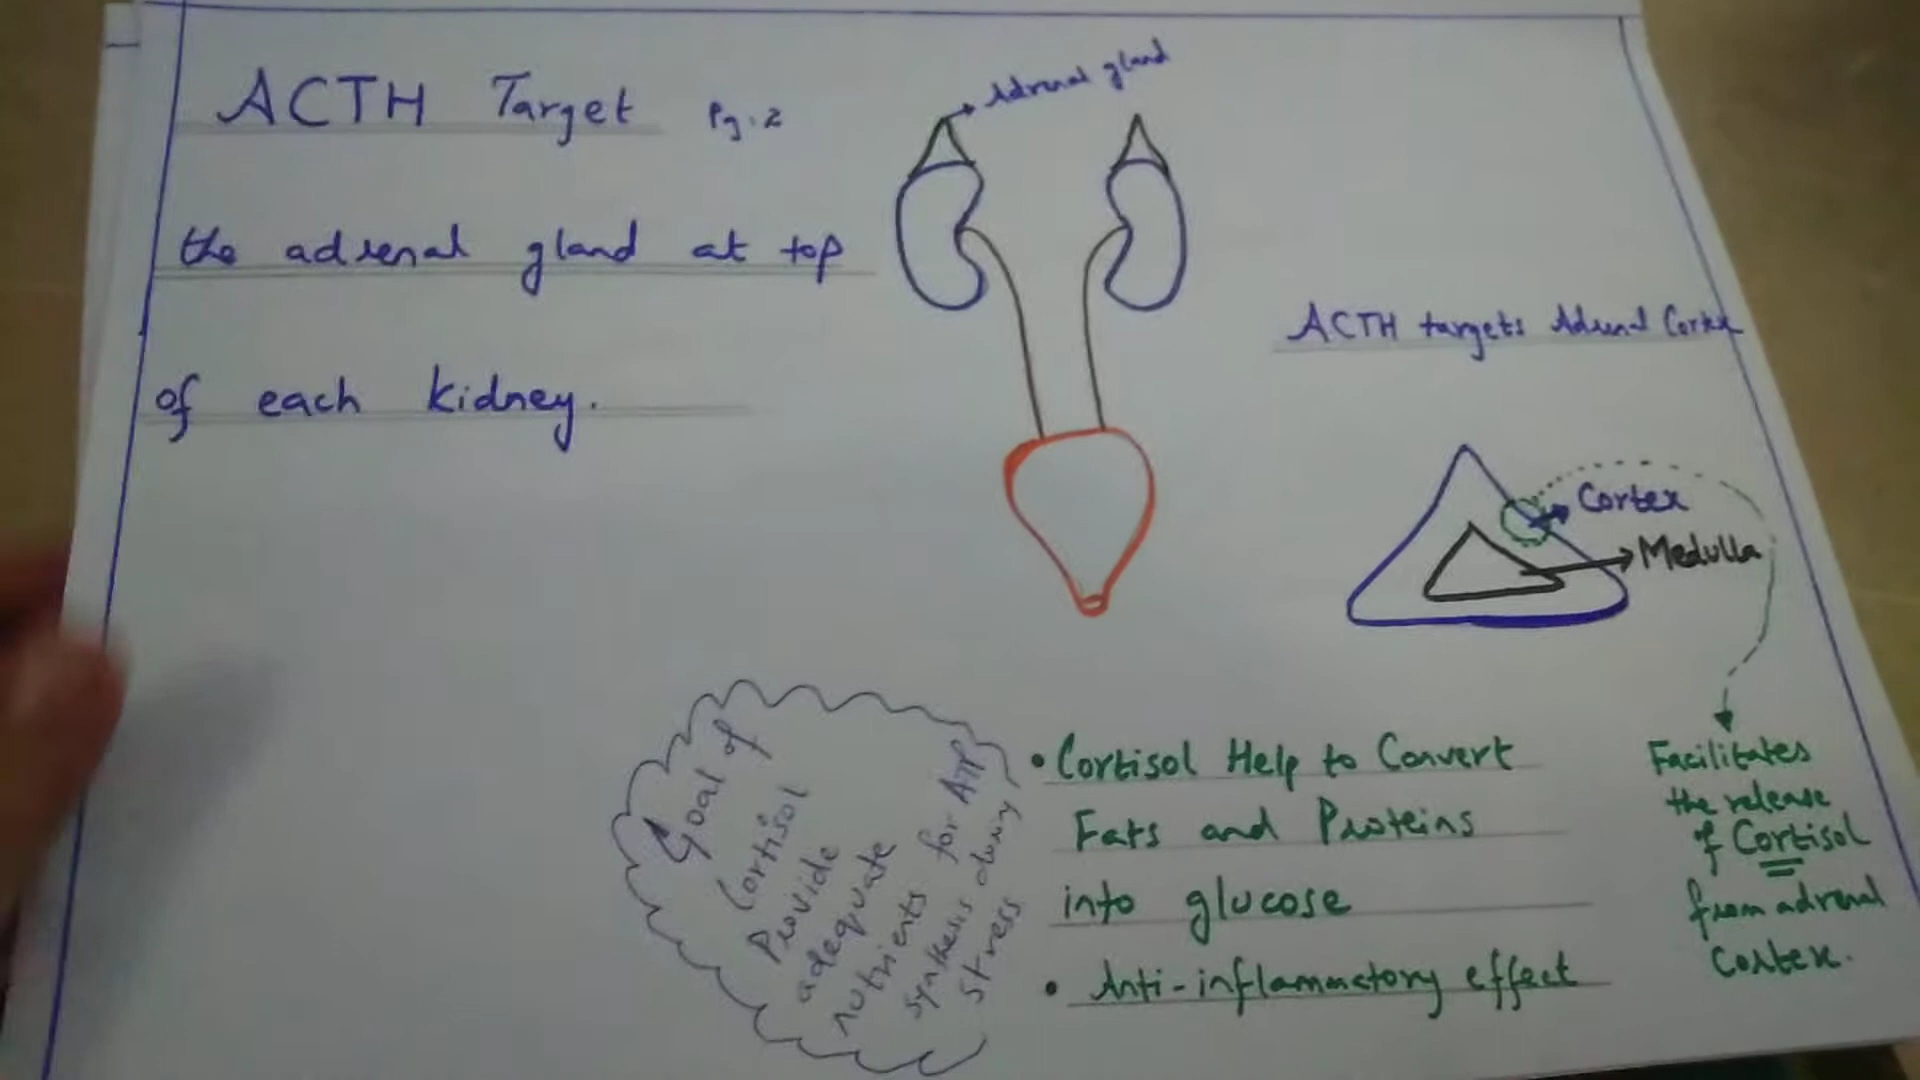 ACTH Target Pg. 2
the adrenal gland at top
of each kidney.
Adrenal gland
ACTH targets Adrenal Cortex
Cortex
Medulla
Facilitates
the release
of Cortisol
from adrenal
Cortex.
Goal of
Cortisol
Provide
adequate
nutrients for ATP
synthesis during
stress
• Cortisol Help to Convert
Fats and Proteins
into glucose
• Anti-inflammatory effect